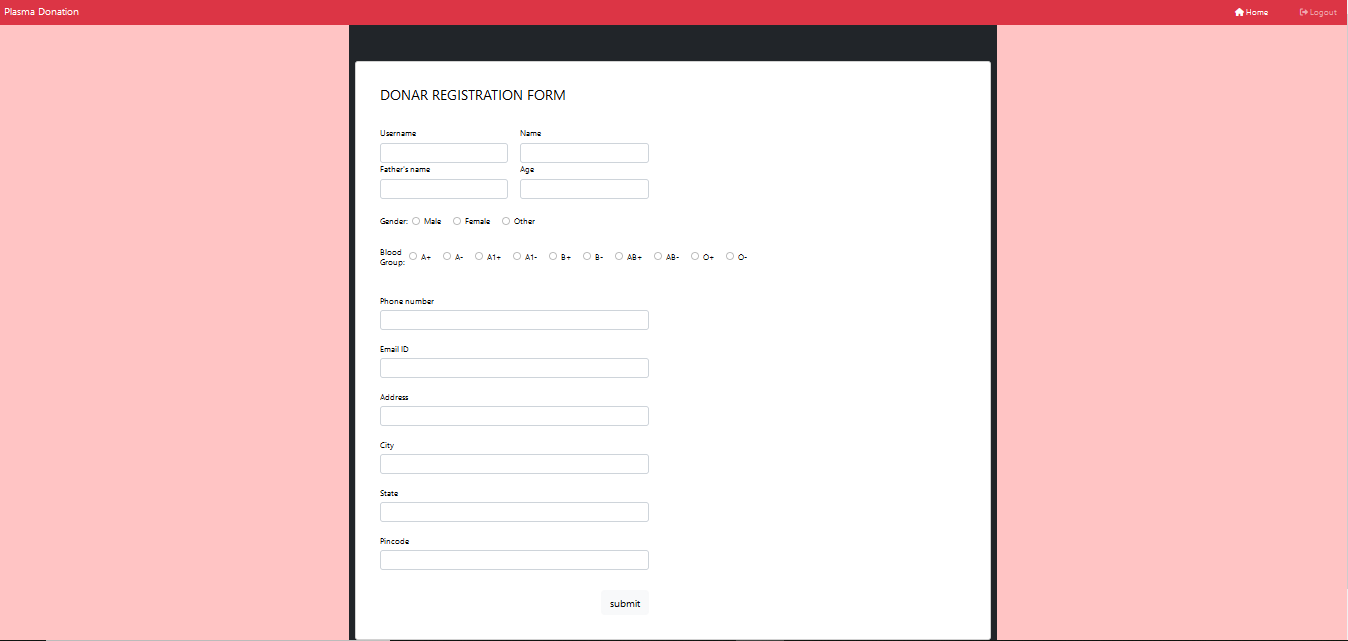 Plasma Donation Home Logout
DONAR REGISTRATION FORM
Username Name
Father's name Age
Gender: Male Female Other
Blood
Group: A+ A- A1+ A1- B+ B- AB+ AB- O+ O-
Phone number
Email ID
Address
City
State
Pincode
submit